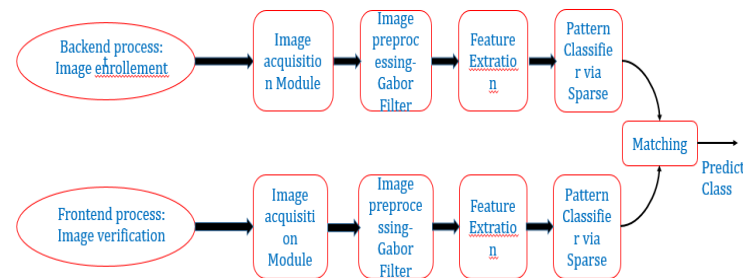 Backend process:
t
Image enrollement
Image
acquisitio
n Module
Image
preproc
essing-
Gabor
Filter
Feature
Extratio
n
Pattern
Classifie
r via
Sparse
Matching
Predict
Class
Frontend process:
Image verification
Image
acquisiti
on
Module
Image
preproce
ssing-
Gabor
Filter
Feature
Extratio
n
Pattern
Classifie
r via
Sparse